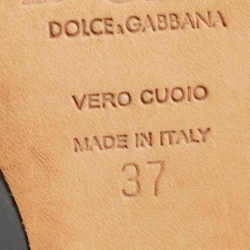 DOLCE & GABBANA
VERO CUOIO
MADE IN ITALY
37